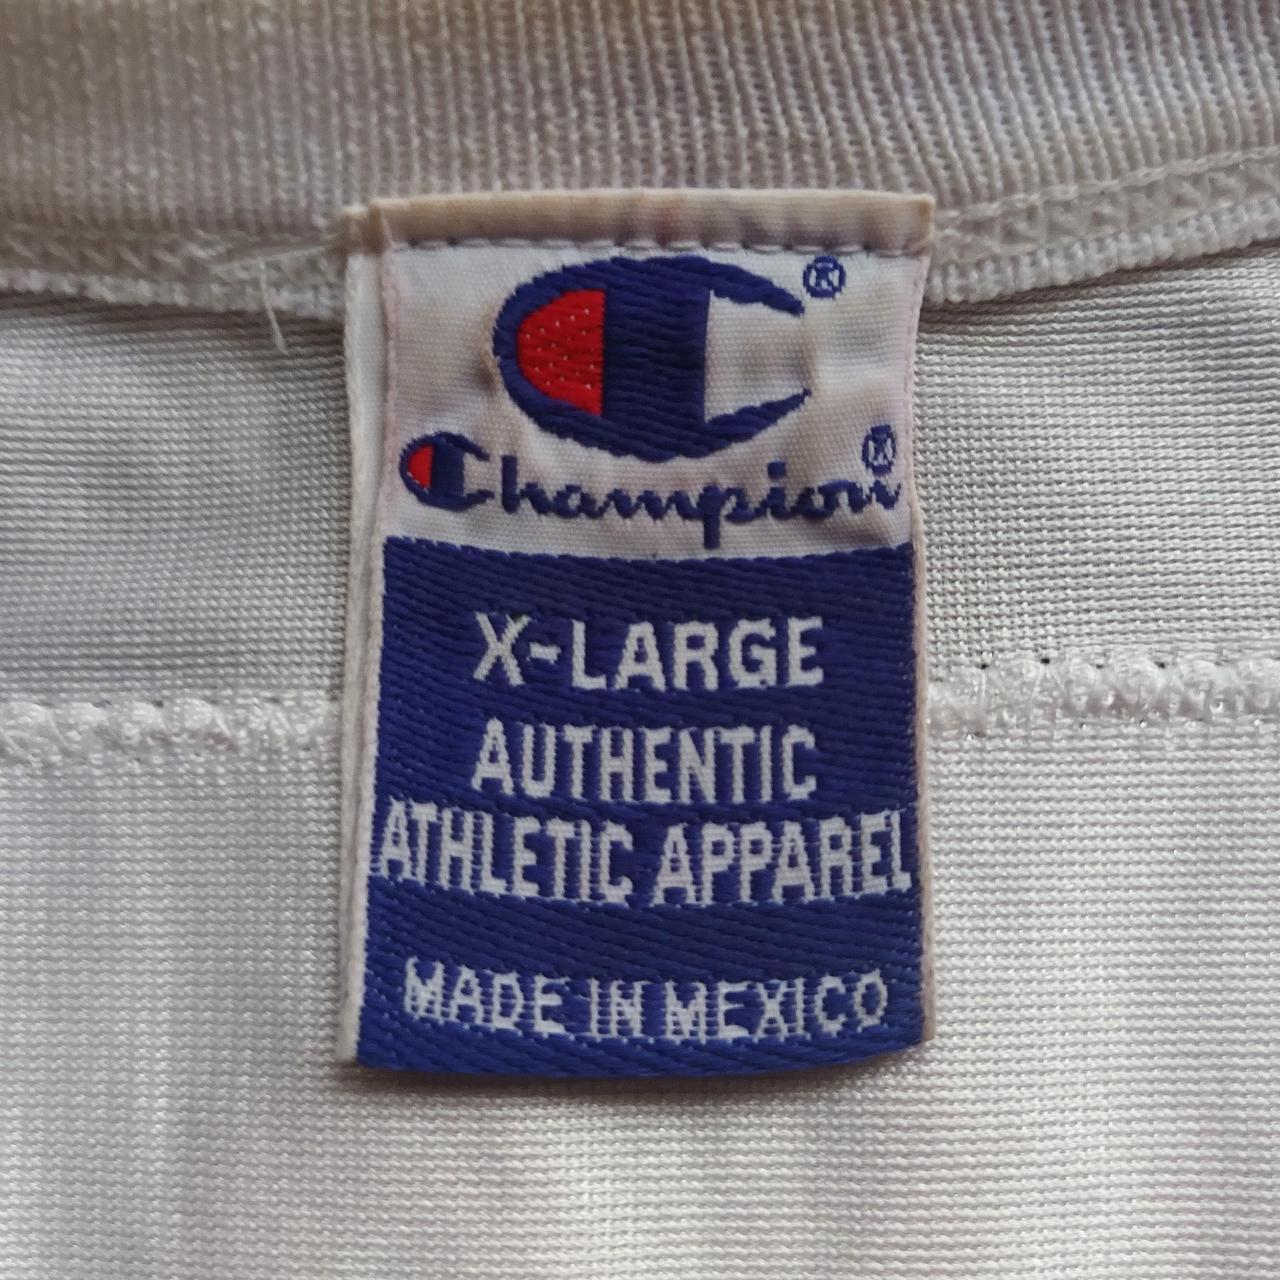 ®
Champion®
X-LARGE
AUTHENTIC
ATHLETIC APPAREL
MADE IN MEXICO